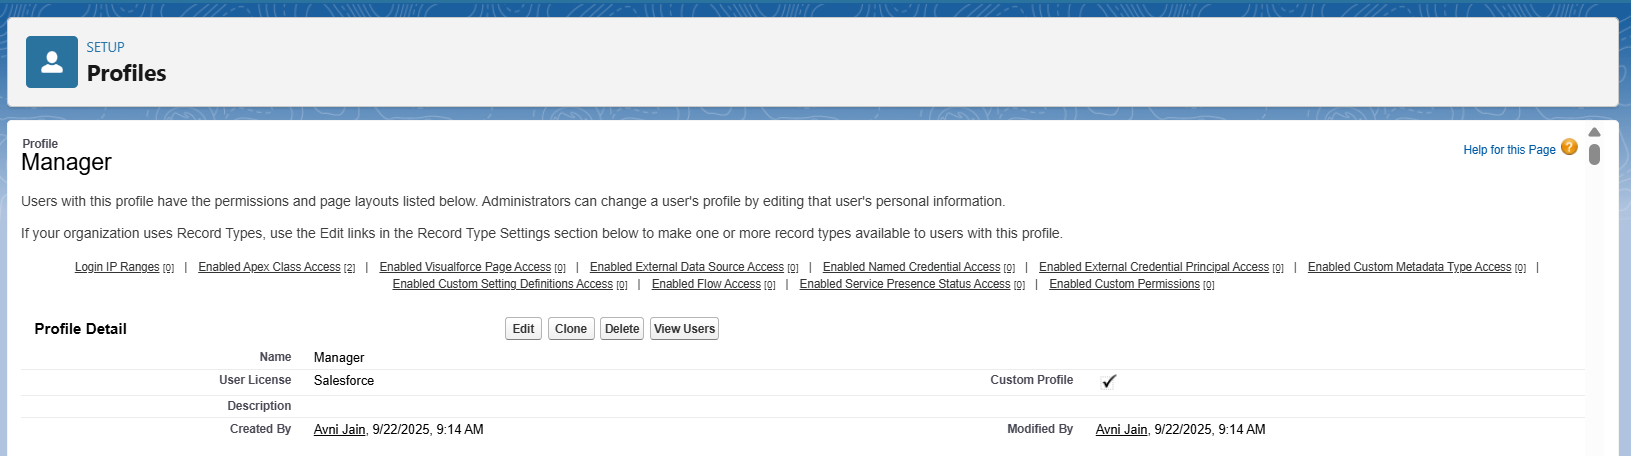 SETUP
Profiles
Profile
Manager
Help for this Page ?
Users with this profile have the permissions and page layouts listed below. Administrators can change a user's profile by editing that user's personal information.
If your organization uses Record Types, use the Edit links in the Record Type Settings section below to make one or more record types available to users with this profile.
Login IP Ranges [0] | Enabled Apex Class Access [2] | Enabled Visualforce Page Access [0] | Enabled External Data Source Access [0] | Enabled Named Credential Access [0] | Enabled External Credential Principal Access [0] | Enabled Custom Metadata Type Access [0] |
Enabled Custom Setting Definitions Access [0] | Enabled Flow Access [0] | Enabled Service Presence Status Access [0] | Enabled Custom Permissions [0]
Profile Detail Edit Clone Delete View Users
Name Manager
User License Salesforce Custom Profile ✓
Description
Created By Avni Jain, 9/22/2025, 9:14 AM Modified By Avni Jain, 9/22/2025, 9:14 AM